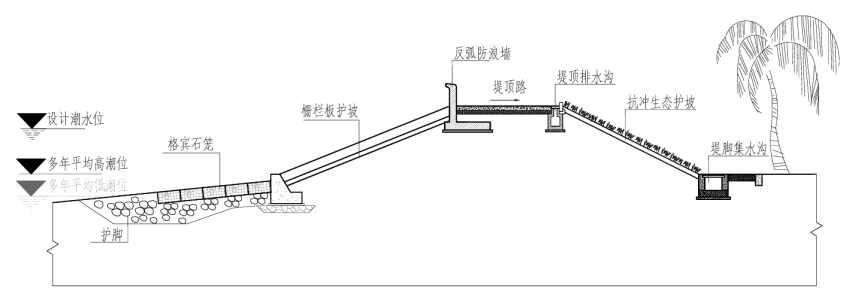 反弧防浪墙
堤顶路
堤顶排水沟
栅栏板护坡
抗冲生态护坡
设计潮水位
格宾石笼
堤脚集水沟
多年平均高潮位
多年平均低潮位
护脚